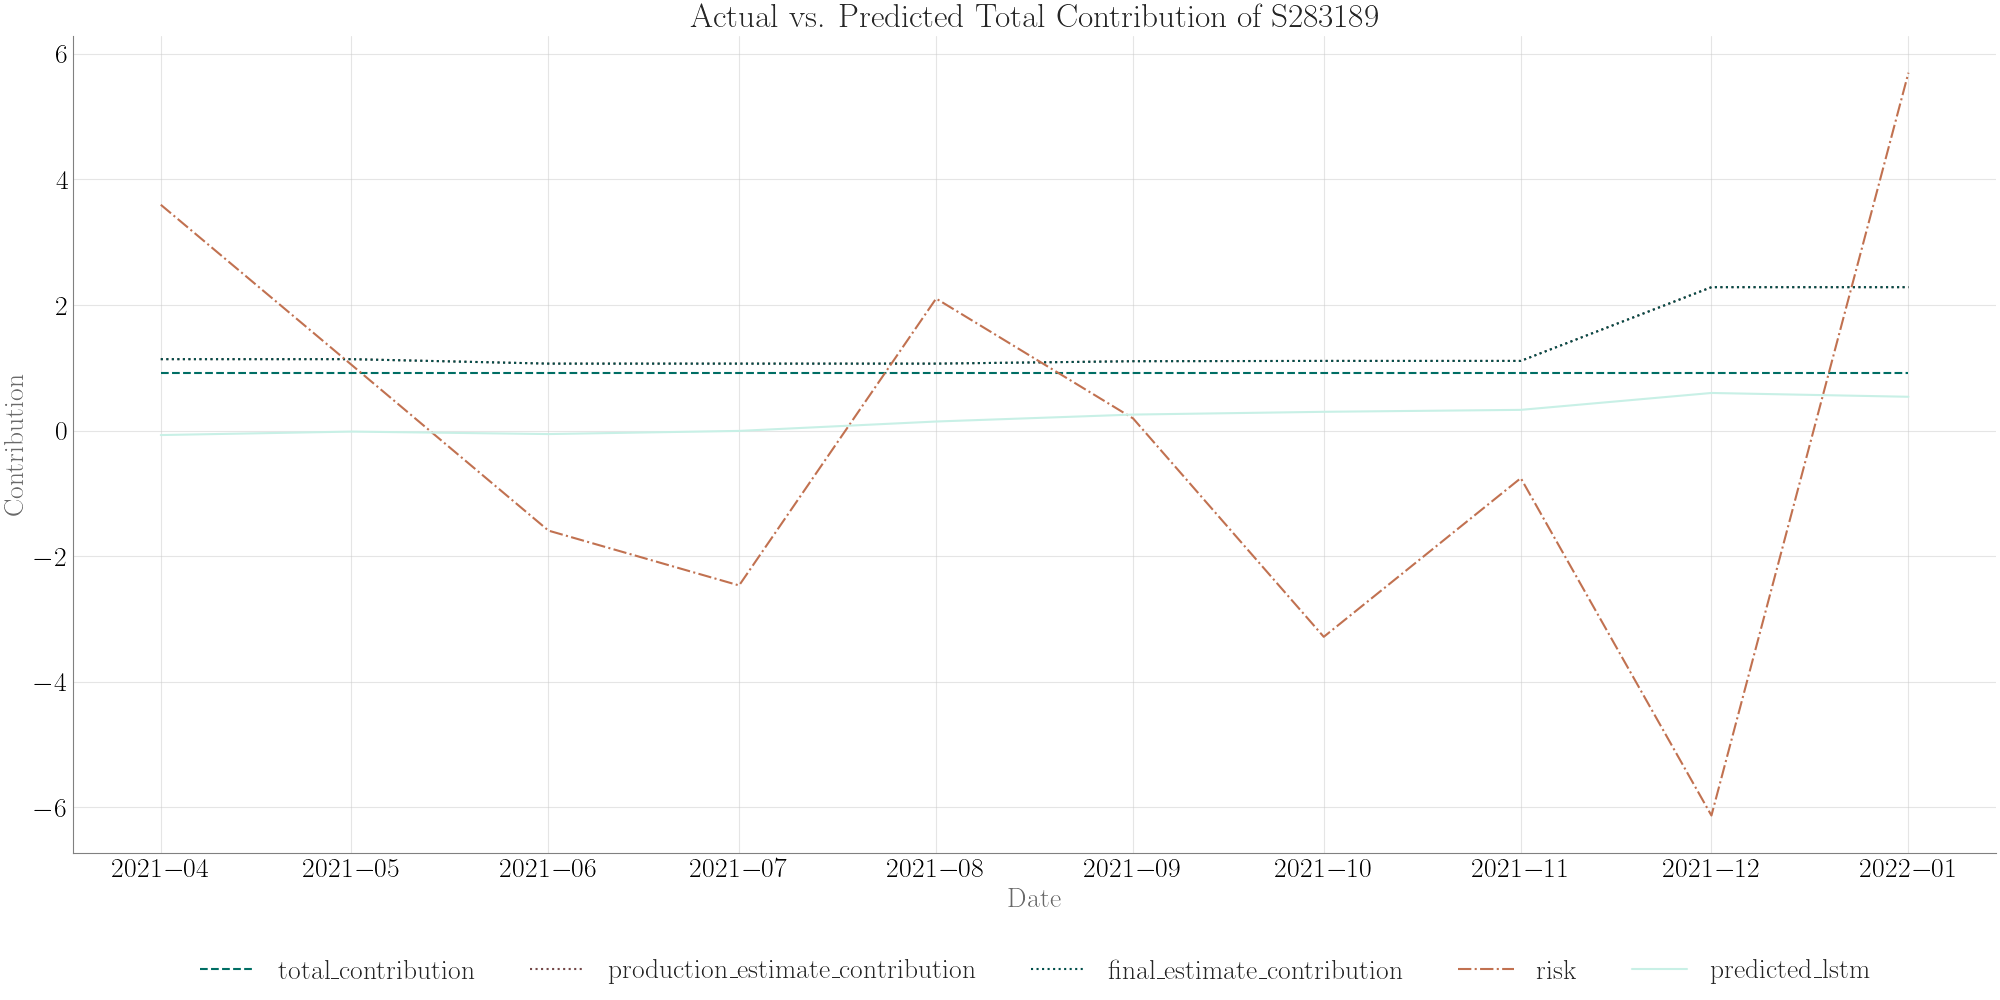 Actual vs. Predicted Total Contribution of S283189
6
4
2
0
−2
−4
−6
Contribution
2021−04 2021−05 2021−06 2021−07 2021−08 2021−09 2021−10 2021−11 2021−12 2022−01
Date
total_contribution production_estimate_contribution final_estimate_contribution risk predicted_lstm